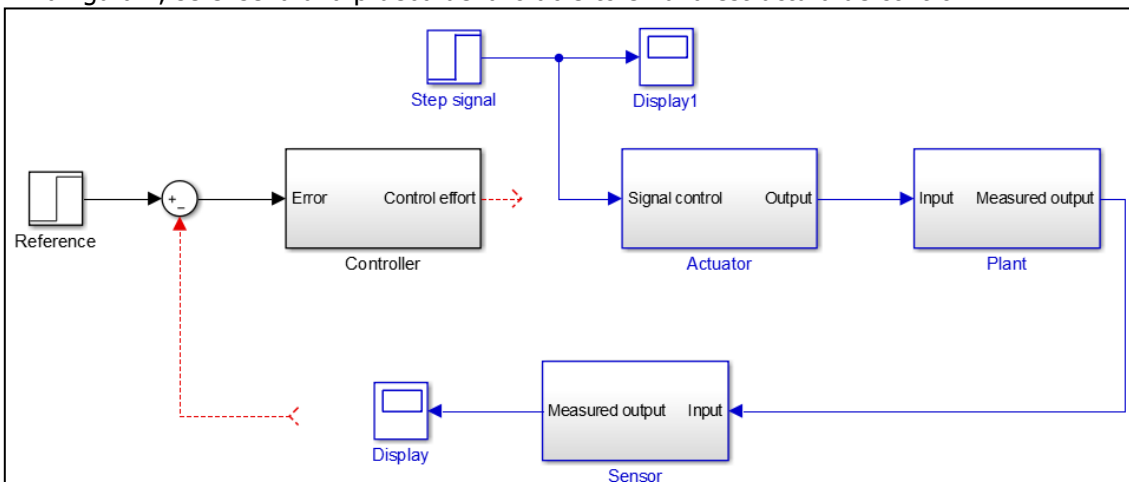 Step signal
Display1
+
−
Reference
Error
Control effort
Controller
Signal control
Output
Actuator
Input
Measured output
Plant
Display
Measured output
Input
Sensor